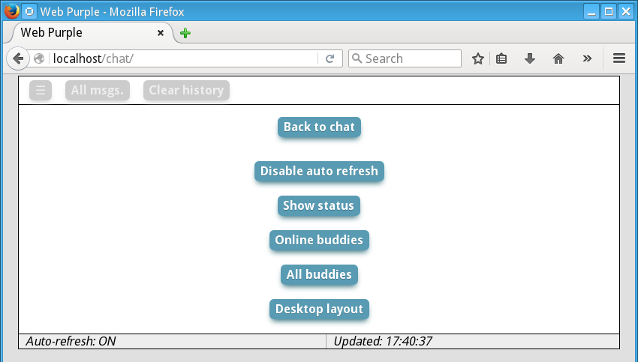 Web Purple - Mozilla Firefox
Web Purple
localhost/chat/
Search
All msgs.
Clear history
Back to chat
Disable auto refresh
Show status
Online buddies
All buddies
Desktop layout
Auto-refresh: ON
Updated: 17:40:37